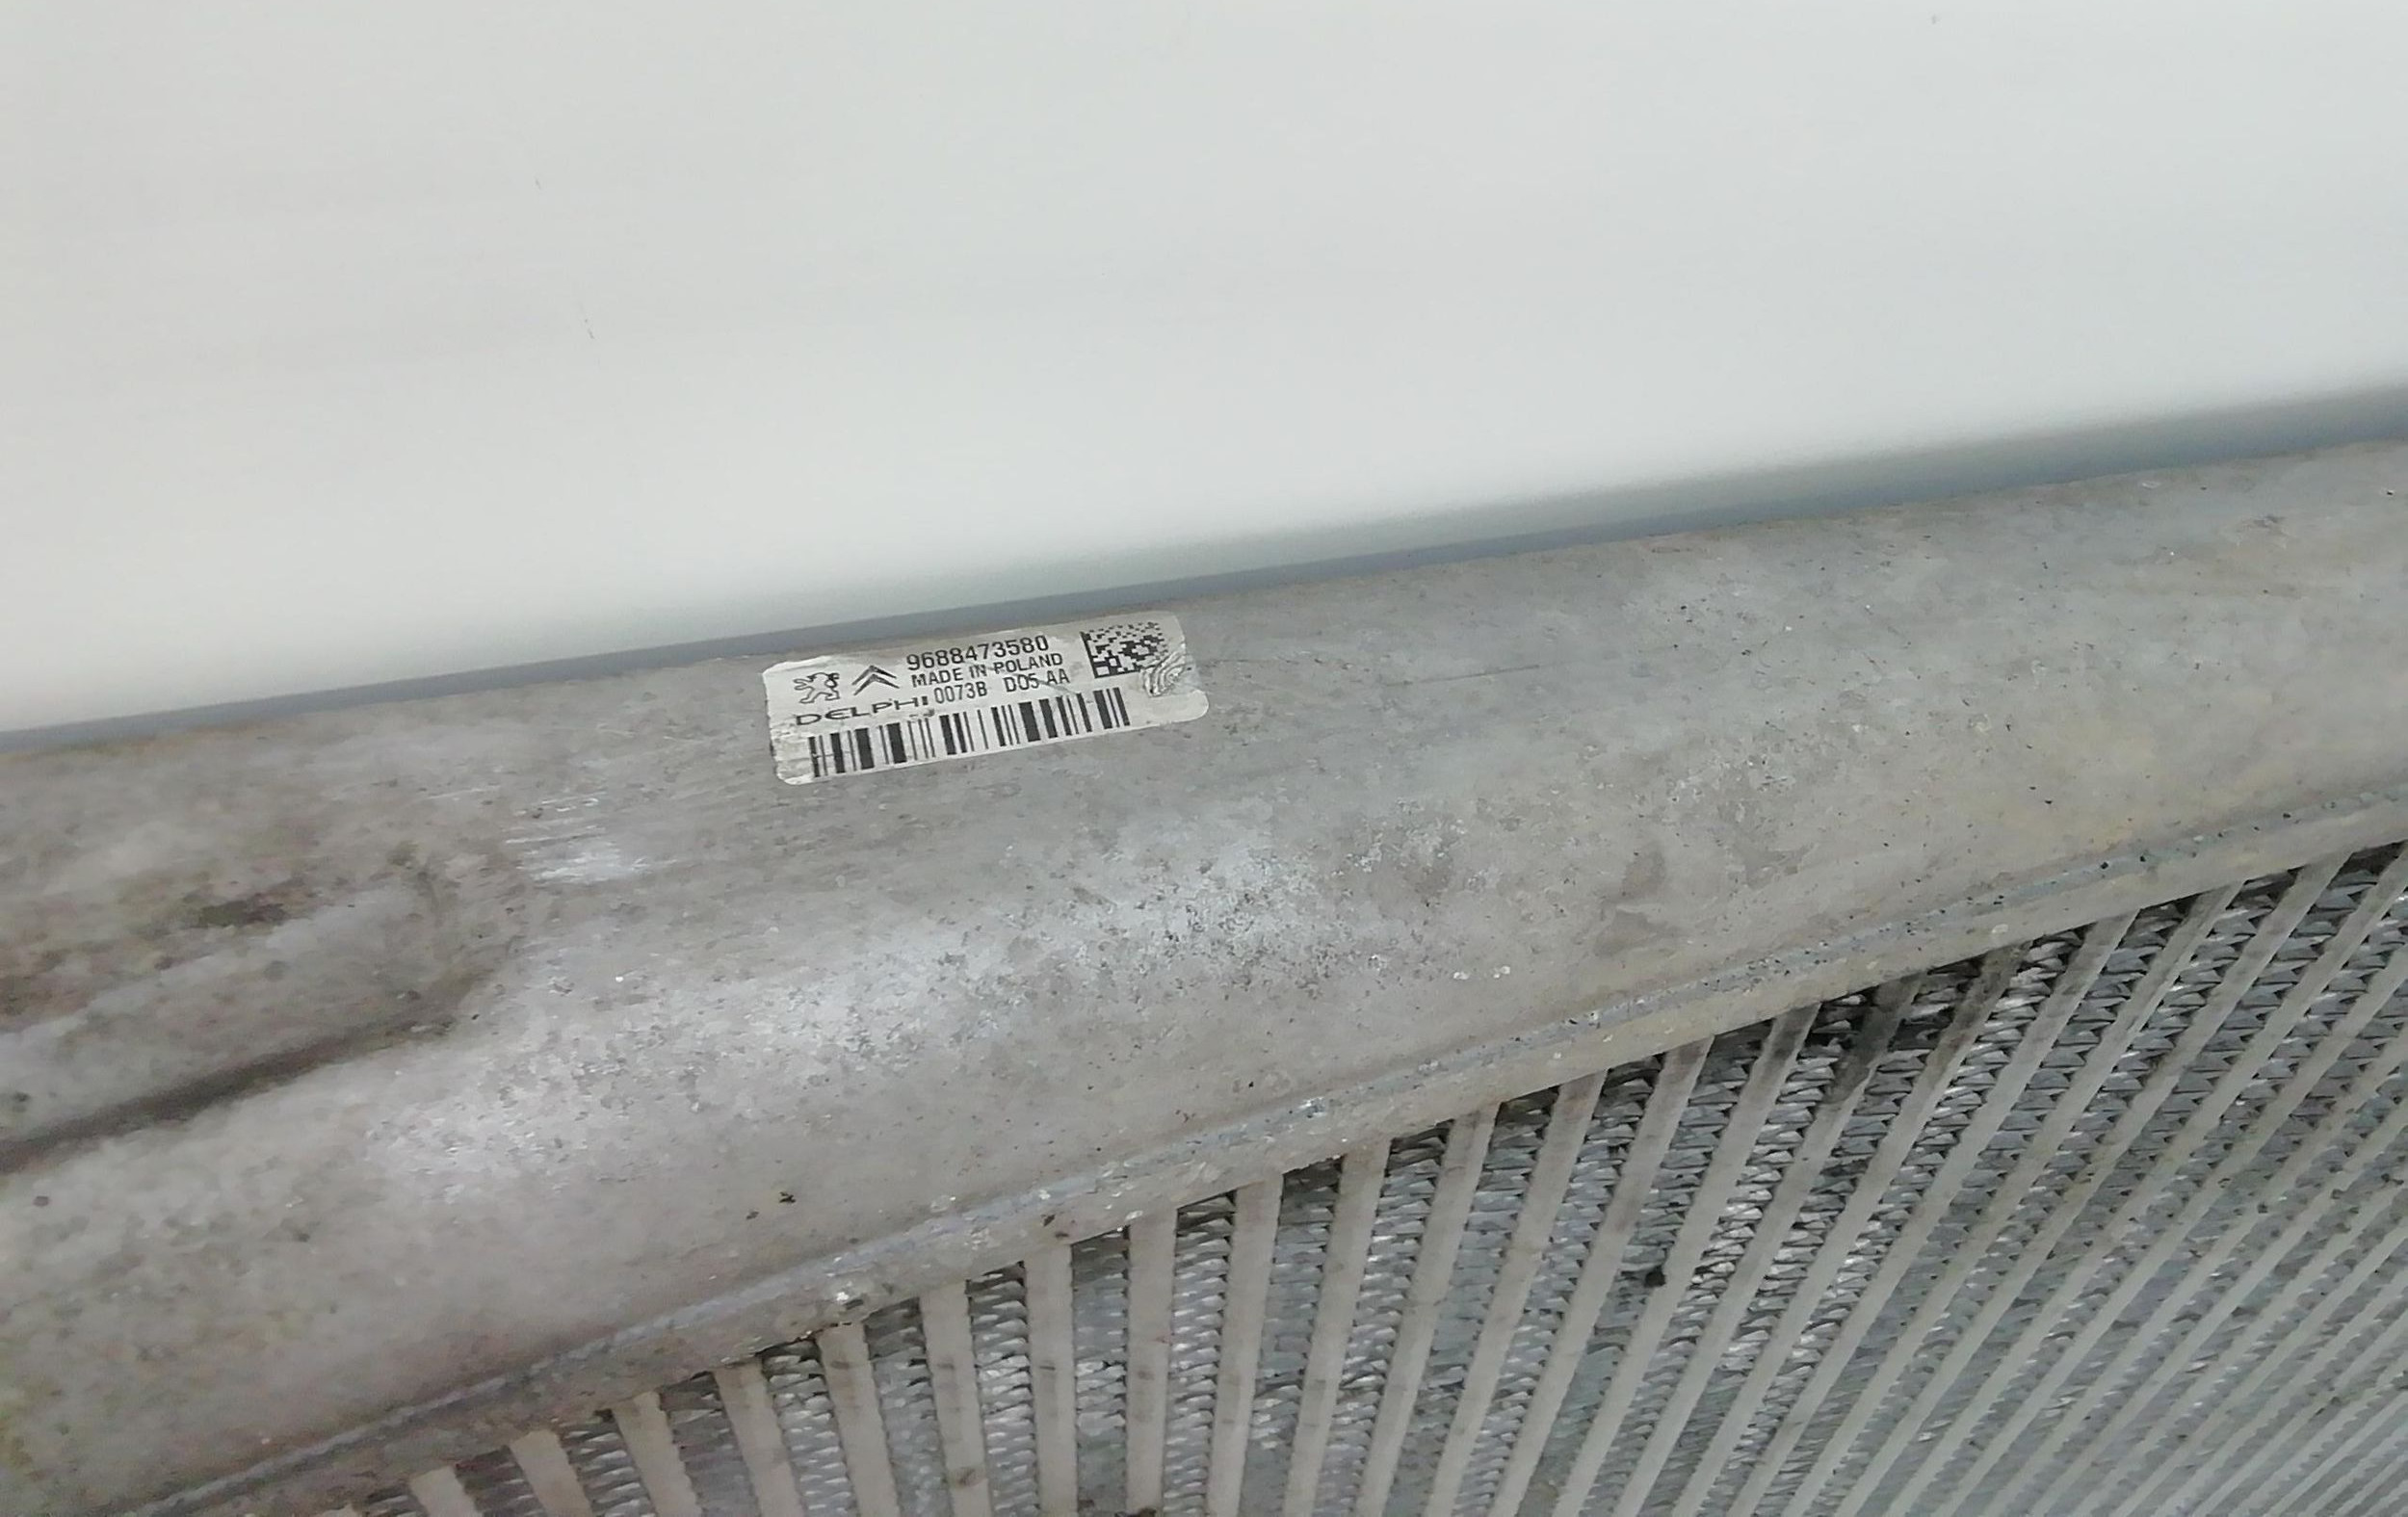 9688473580
MADE IN POLAND
DELPHI 0073B D05 AA